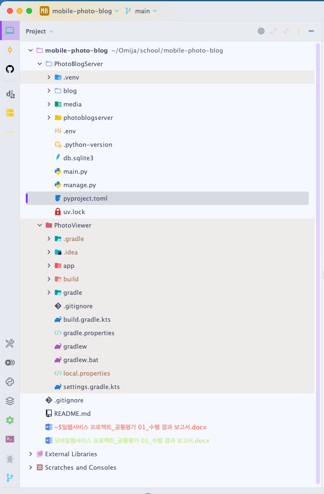 MB mobile-photo-blog main
Project
mobile-photo-blog ~/Omija/school/mobile-photo-blog
PhotoBlogServer
.venv
blog
media
photoblogserver
.env
.python-version
db.sqlite3
main.py
manage.py
pyproject.toml
uv.lock
PhotoViewer
.gradle
.idea
app
build
gradle
.gitignore
build.gradle.kts
gradle.properties
gradlew
gradlew.bat
local.properties
settings.gradle.kts
.gitignore
README.md
~$일웹서비스 프로젝트_공통평가 01_수행 결과 보고서.docx
모바일웹서비스 프로젝트_공통평가 01_수행 결과 보고서.docx
External Libraries
Scratches and Consoles